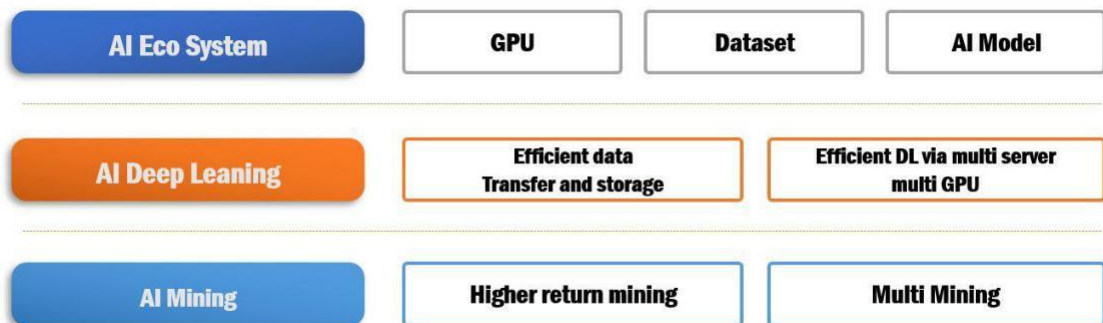 AI Eco System
GPU
Dataset
AI Model
AI Deep Leaning
Efficient data
Transfer and storage
Efficient DL via multi server
multi GPU
AI Mining
Higher return mining
Multi Mining